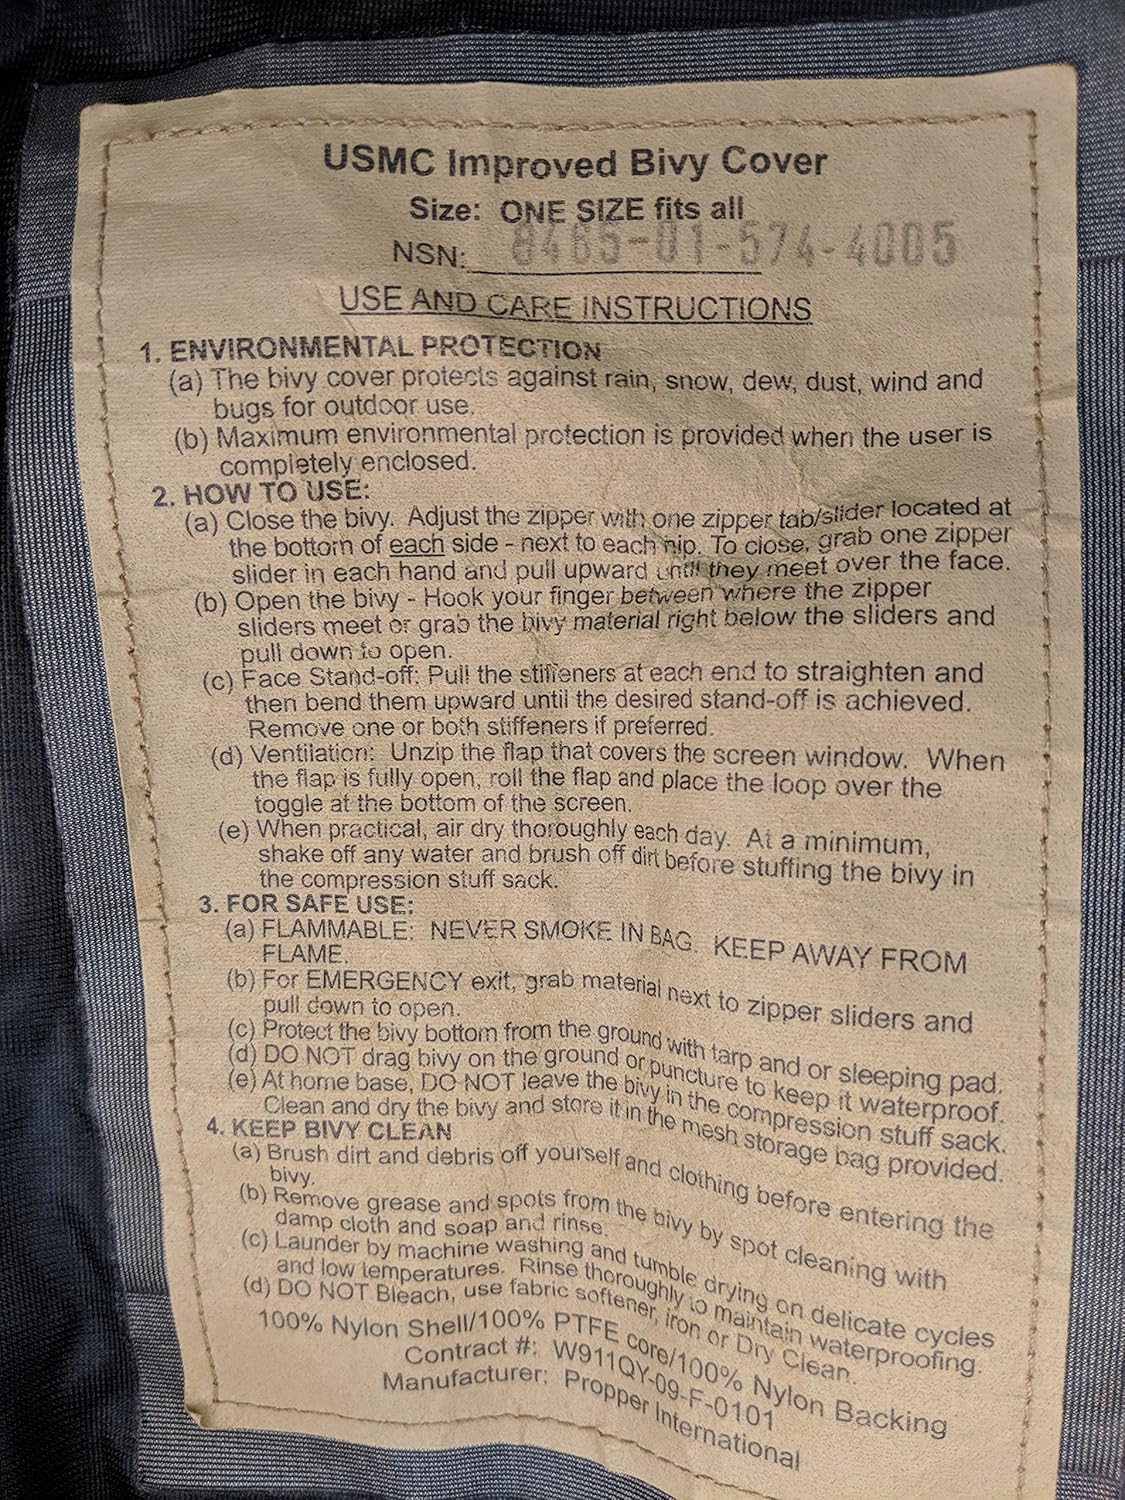 USMC Improved Bivy Cover
Size: ONE SIZE fits all
NSN: 8465-01-574-4005
USE AND CARE INSTRUCTIONS
1. ENVIRONMENTAL PROTECTION
(a) The bivy cover protects against rain, snow, dew, dust, wind and
bugs for outdoor use.
(b) Maximum environmental protection is provided when the user is
completely enclosed.
2. HOW TO USE:
(a) Close the bivy. Adjust the zipper with one zipper tab/slider located at
the bottom of each side - next to each hip. To close, grab one zipper
slider in each hand and pull upward until they meet over the face.
(b) Open the bivy - Hook your finger between where the zipper
sliders meet or grab the bivy material right below the sliders and
pull down to open.
(c) Face Stand-off: Pull the stiffeners at each end to straighten and
then bend them upward until the desired stand-off is achieved.
Remove one or both stiffeners if preferred.
(d) Ventilation: Unzip the flap that covers the screen window. When
the flap is fully open, roll the flap and place the loop over the
toggle at the bottom of the screen.
(e) When practical, air dry thoroughly each day. At a minimum,
shake off any water and brush off dirt before stuffing the bivy in
the compression stuff sack.
3. FOR SAFE USE:
(a) FLAMMABLE: NEVER SMOKE IN BAG. KEEP AWAY FROM
FLAME.
(b) For EMERGENCY exit, grab material next to zipper sliders and
pull down to open.
(c) Protect the bivy bottom from the ground with tarp and or sleeping pad.
(d) DO NOT drag bivy on the ground or puncture to keep it waterproof.
(e) At home base, DO NOT leave the bivy in the compression stuff sack.
Clean and dry the bivy and store it in the mesh storage bag provided.
4. KEEP BIVY CLEAN
(a) Brush dirt and debris off yourself and clothing before entering the
bivy.
(b) Remove grease and spots from the bivy by spot cleaning with
damp cloth and soap and rinse.
(c) Launder by machine washing and tumble drying on delicate cycles
and low temperatures. Rinse thoroughly to maintain waterproofing.
(d) DO NOT Bleach, use fabric softener, iron or Dry Clean.
100% Nylon Shell/100% PTFE core/100% Nylon Backing
Contract #: W911QY-09-F-0101
Manufacturer: Propper International